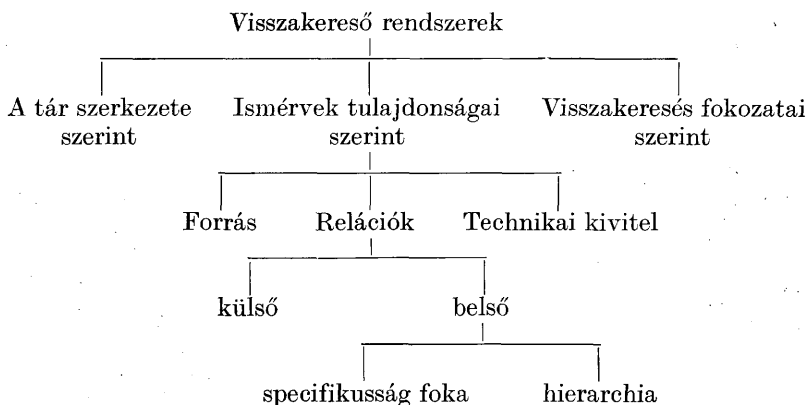 Visszakereső rendszerek
A tár szerkezete Ismérvek tulajdonságai Visszakeresés fokozatai
szerint szerint szerint
Forrás Relációk Technikai kivitel
külső belső
specifikusság foka hierarchia